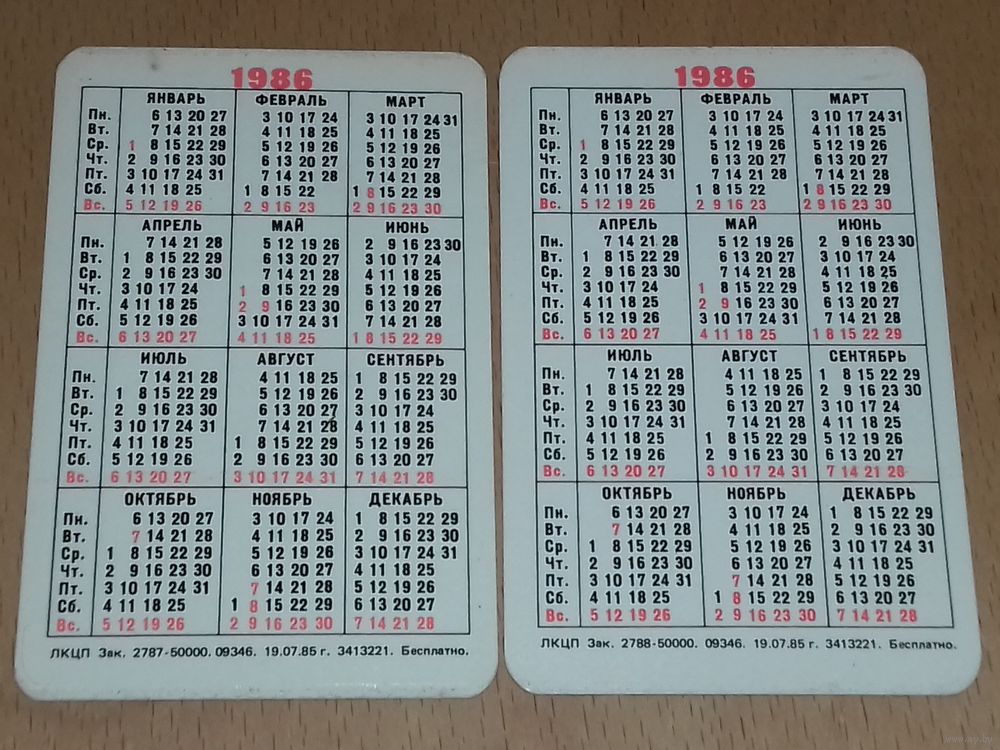 1986
ЯНВАРЬ ФЕВРАЛЬ МАРТ
Пн. 6 13 20 27 3 10 17 24 3 10 17 24 31
Вт. 7 14 21 28 4 11 18 25 4 11 18 25
Ср. 1 8 15 22 29 5 12 19 26 5 12 19 26
Чт. 2 9 16 23 30 6 13 20 27 6 13 20 27
Пт. 3 10 17 24 31 7 14 21 28 7 14 21 28
Сб. 4 11 18 25 1 8 15 22 1 8 15 22 29
Вс. 5 12 19 26 2 9 16 23 2 9 16 23 30
АПРЕЛЬ МАЙ ИЮНЬ
Пн. 7 14 21 28 5 12 19 26 2 9 16 23 30
Вт. 1 8 15 22 29 6 13 20 27 3 10 17 24
Ср. 2 9 16 23 30 7 14 21 28 4 11 18 25
Чт. 3 10 17 24 1 8 15 22 29 5 12 19 26
Пт. 4 11 18 25 2 9 16 23 30 6 13 20 27
Сб. 5 12 19 26 3 10 17 24 31 7 14 21 28
Вс. 6 13 20 27 4 11 18 25 1 8 15 22 29
ИЮЛЬ АВГУСТ СЕНТЯБРЬ
Пн. 7 14 21 28 4 11 18 25 1 8 15 22 29
Вт. 1 8 15 22 29 5 12 19 26 2 9 16 23 30
Ср. 2 9 16 23 30 6 13 20 27 3 10 17 24
Чт. 3 10 17 24 31 7 14 21 28 4 11 18 25
Пт. 4 11 18 25 1 8 15 22 29 5 12 19 26
Сб. 5 12 19 26 2 9 16 23 30 6 13 20 27
Вс. 6 13 20 27 3 10 17 24 31 7 14 21 28
ОКТЯБРЬ НОЯБРЬ ДЕКАБРЬ
Пн. 6 13 20 27 3 10 17 24 1 8 15 22 29
Вт. 7 14 21 28 4 11 18 25 2 9 16 23 30
Ср. 1 8 15 22 29 5 12 19 26 3 10 17 24 31
Чт. 2 9 16 23 30 6 13 20 27 4 11 18 25
Пт. 3 10 17 24 31 7 14 21 28 5 12 19 26
Сб. 4 11 18 25 1 8 15 22 29 6 13 20 27
Вс. 5 12 19 26 2 9 16 23 30 7 14 21 28
ЛКЦП Зак. 2787-50000. 09346. 19.07.85 г. 3413221. Бесплатно.
1986
ЯНВАРЬ ФЕВРАЛЬ МАРТ
Пн. 6 13 20 27 3 10 17 24 3 10 17 24 31
Вт. 7 14 21 28 4 11 18 25 4 11 18 25
Ср. 1 8 15 22 29 5 12 19 26 5 12 19 26
Чт. 2 9 16 23 30 6 13 20 27 6 13 20 27
Пт. 3 10 17 24 31 7 14 21 28 7 14 21 28
Сб. 4 11 18 25 1 8 15 22 1 8 15 22 29
Вс. 5 12 19 26 2 9 16 23 2 9 16 23 30
АПРЕЛЬ МАЙ ИЮНЬ
Пн. 7 14 21 28 5 12 19 26 2 9 16 23 30
Вт. 1 8 15 22 29 6 13 20 27 3 10 17 24
Ср. 2 9 16 23 30 7 14 21 28 4 11 18 25
Чт. 3 10 17 24 1 8 15 22 29 5 12 19 26
Пт. 4 11 18 25 2 9 16 23 30 6 13 20 27
Сб. 5 12 19 26 3 10 17 24 31 7 14 21 28
Вс. 6 13 20 27 4 11 18 25 1 8 15 22 29
ИЮЛЬ АВГУСТ СЕНТЯБРЬ
Пн. 7 14 21 28 4 11 18 25 1 8 15 22 29
Вт. 1 8 15 22 29 5 12 19 26 2 9 16 23 30
Ср. 2 9 16 23 30 6 13 20 27 3 10 17 24
Чт. 3 10 17 24 31 7 14 21 28 4 11 18 25
Пт. 4 11 18 25 1 8 15 22 29 5 12 19 26
Сб. 5 12 19 26 2 9 16 23 30 6 13 20 27
Вс. 6 13 20 27 3 10 17 24 31 7 14 21 28
ОКТЯБРЬ НОЯБРЬ ДЕКАБРЬ
Пн. 6 13 20 27 3 10 17 24 1 8 15 22 29
Вт. 7 14 21 28 4 11 18 25 2 9 16 23 30
Ср. 1 8 15 22 29 5 12 19 26 3 10 17 24 31
Чт. 2 9 16 23 30 6 13 20 27 4 11 18 25
Пт. 3 10 17 24 31 7 14 21 28 5 12 19 26
Сб. 4 11 18 25 1 8 15 22 29 6 13 20 27
Вс. 5 12 19 26 2 9 16 23 30 7 14 21 28
ЛКЦП Зак. 2788-50000. 09346. 19.07.85 г. 3413221. Бесплатно.